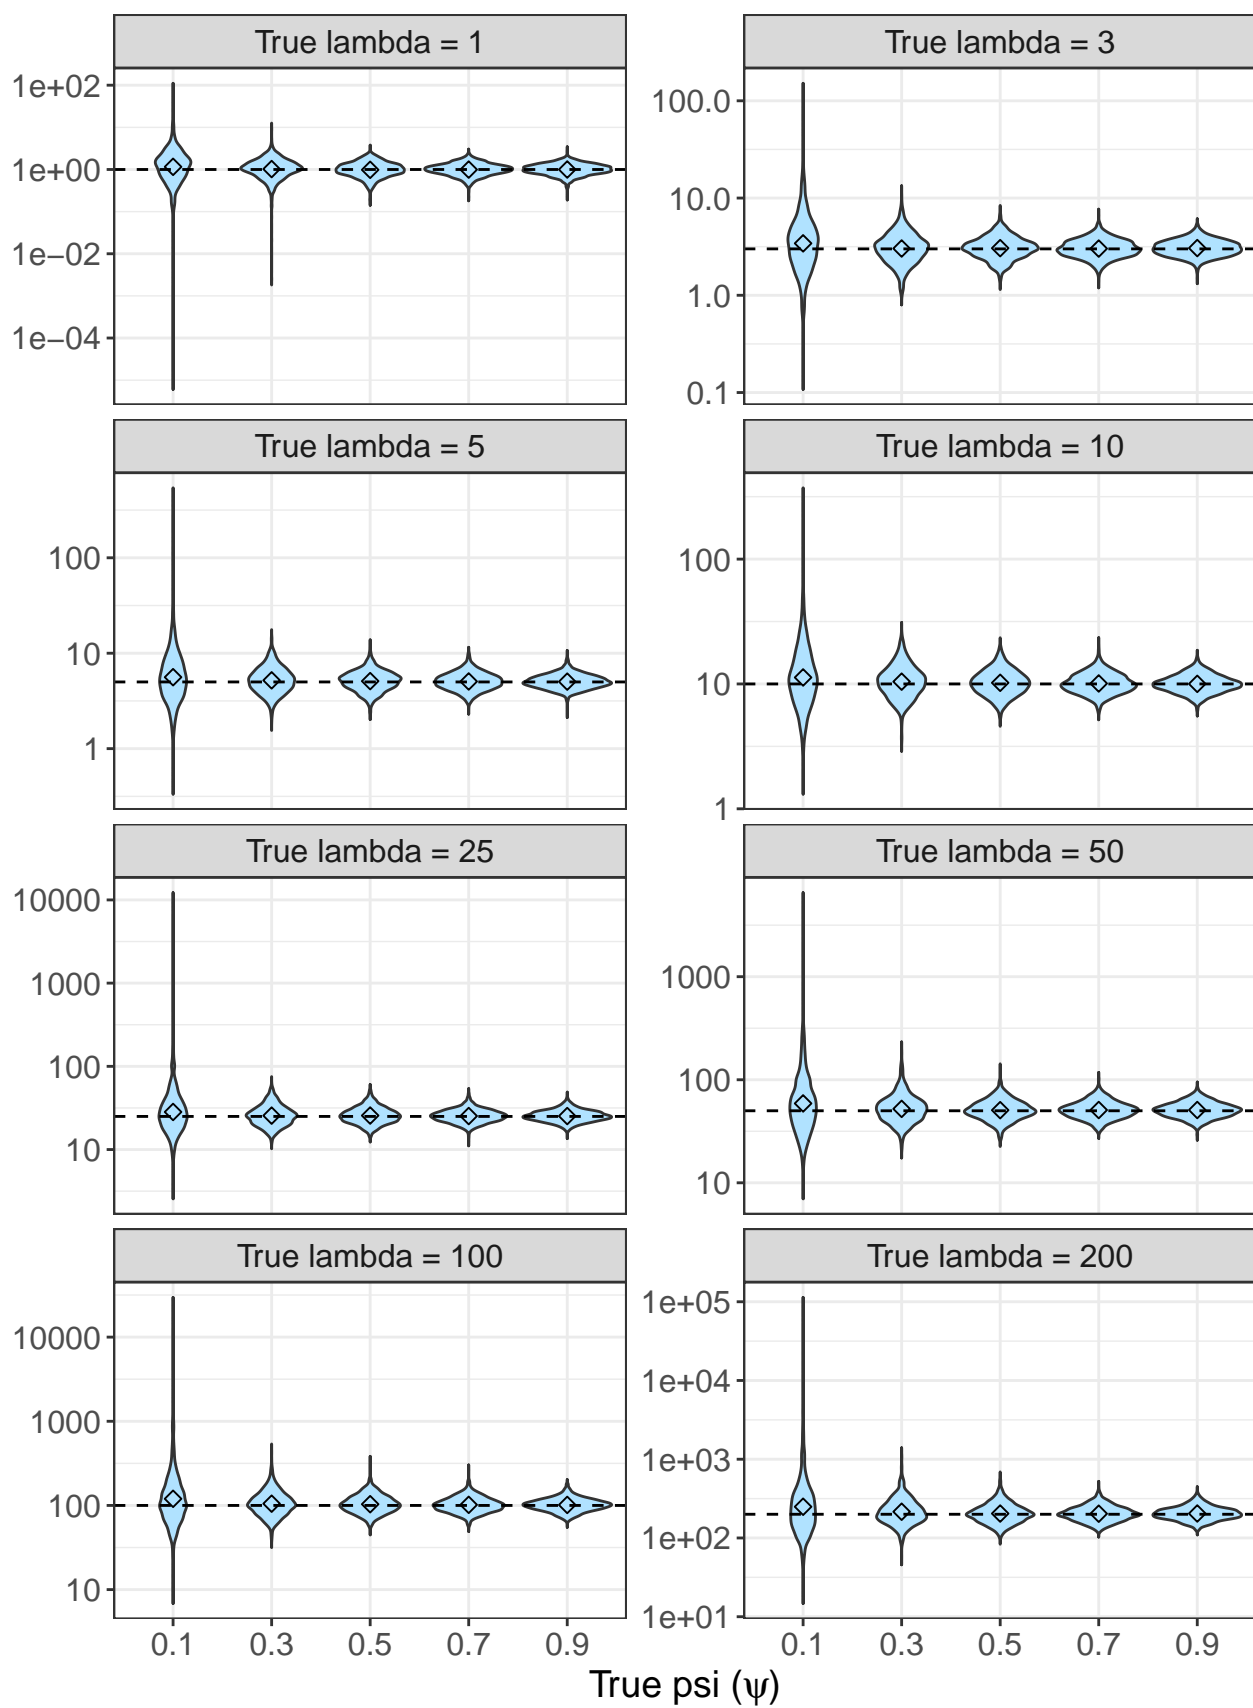 True lambda = 1
True lambda = 3
1e+02
1e+00
1e−02
1e−04
100.0
10.0
1.0
0.1
True lambda = 5
True lambda = 10
100
10
1
100
10
1
True lambda = 25
True lambda = 50
10000
1000
100
10
1000
100
10
True lambda = 100
True lambda = 200
10000
1000
100
10
1e+05
1e+04
1e+03
1e+02
1e+01
0.1 0.3 0.5 0.7 0.9
0.1 0.3 0.5 0.7 0.9
True psi (ψ)